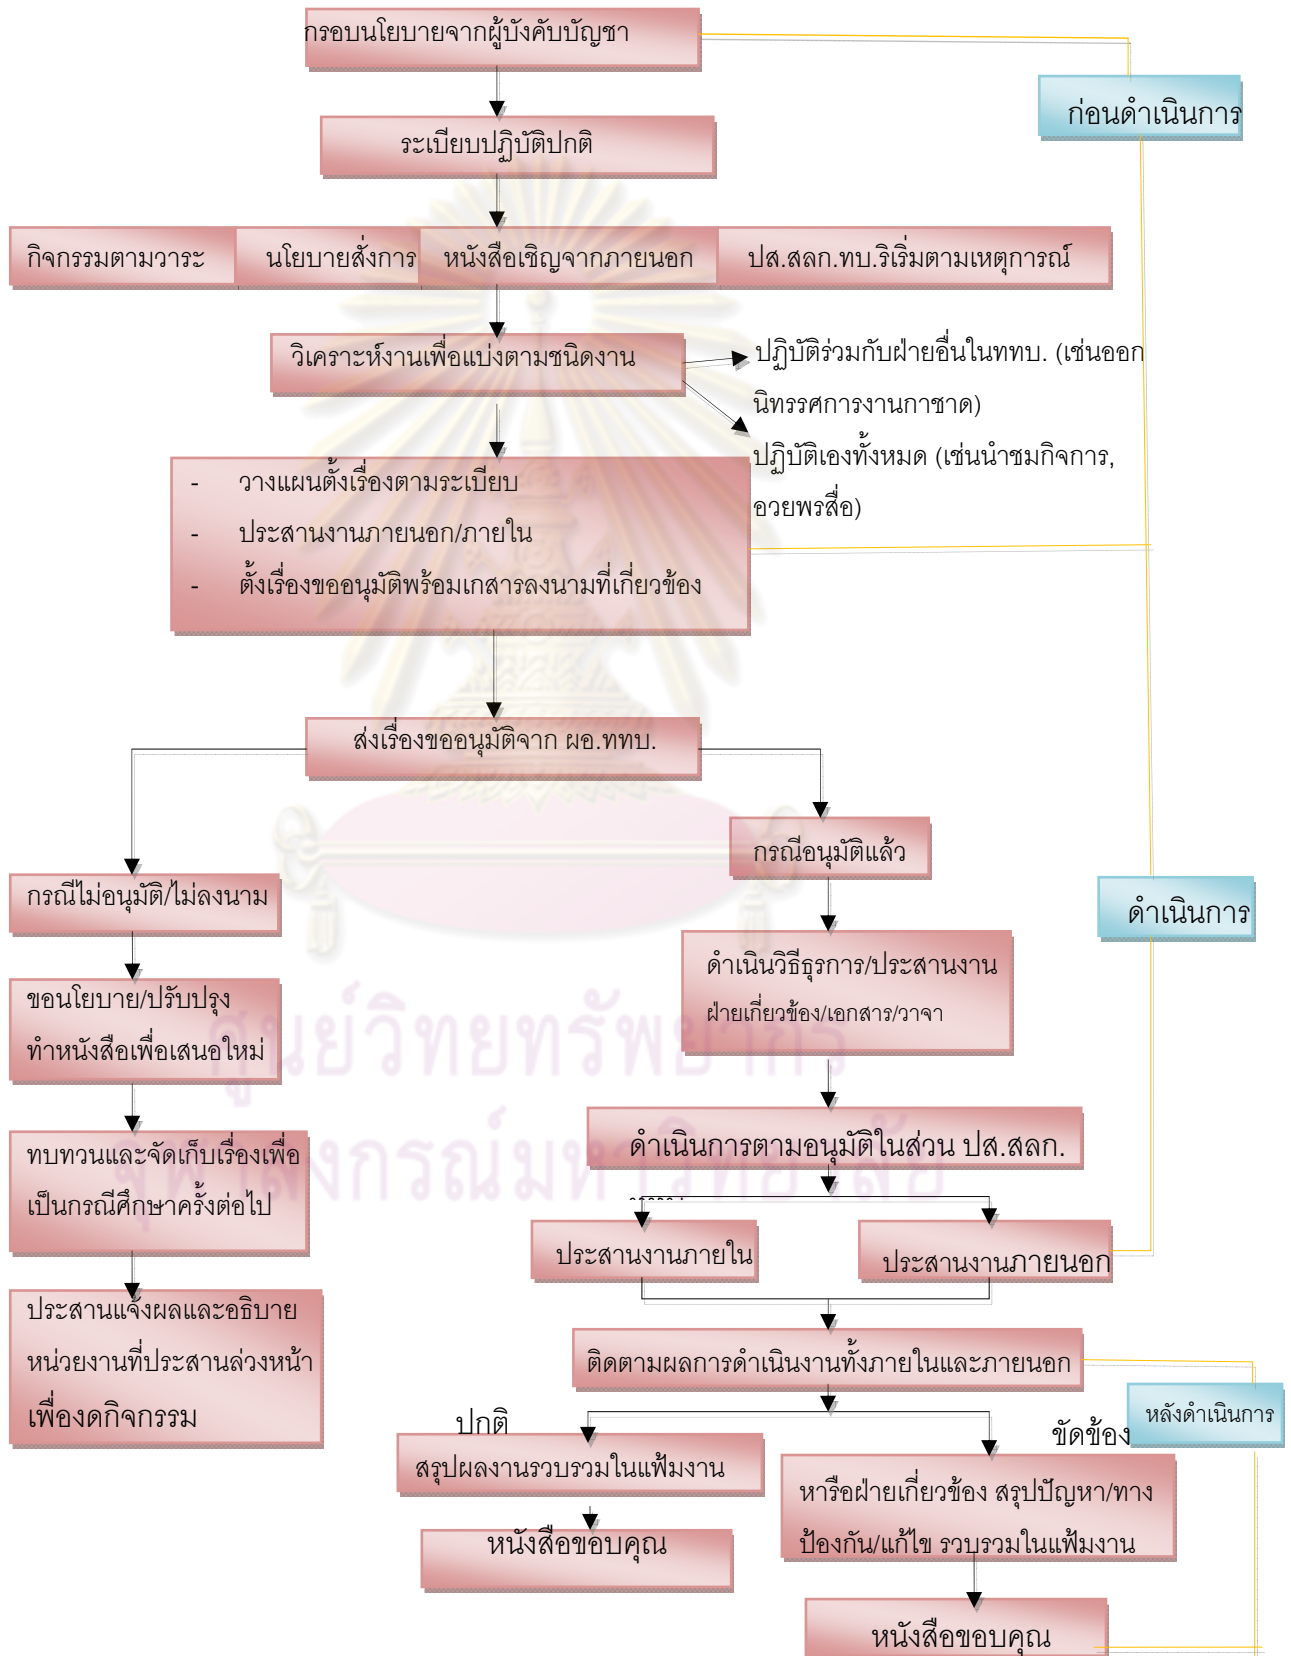 กรอบนโยบายจากผู้บังคับบัญชา
ก่อนดำเนินการ
ระเบียบปฏิบัติปกติ
กิจกรรมตามวาระ
นโยบายสั่งการ
หนังสือเชิญจากภายนอก
ปส.สลก.ทบ.ริเริ่มตามเหตุการณ์
วิเคราะห์งานเพื่อแบ่งตามชนิดงาน
ปฏิบัติร่วมกับฝ่ายอื่นในททบ. (เช่นออก
นิทรรศการงานกาชาด)
ปฏิบัติเองทั้งหมด (เช่นนำชมกิจการ,
อวยพรสื่อ)
- วางแผนตั้งเรื่องตามระเบียบ
- ประสานงานภายนอก/ภายใน
- ตั้งเรื่องขออนุมัติพร้อมเกสารลงนามที่เกี่ยวข้อง
ส่งเรื่องขออนุมัติจาก ผอ.ททบ.
กรณีอนุมัติแล้ว
กรณีไม่อนุมัติ/ไม่ลงนาม
ดำเนินการ
ดำเนินวิธีธุรการ/ประสานงาน
ฝ่ายเกี่ยวข้อง/เอกสาร/วาจา
ขอนโยบาย/ปรับปรุง
ทำหนังสือเพื่อเสนอใหม่
ศูนย์วิทยทรัพยากร
จุฬาลงกรณ์มหาวิทยาลัย
ดำเนินการตามอนุมัติในส่วน ปส.สลก.
ทบทวนและจัดเก็บเรื่องเพื่อ
เป็นกรณีศึกษาครั้งต่อไป
ประสานงานภายใน
ประสานงานภายนอก
ประสานแจ้งผลและอธิบาย
หน่วยงานที่ประสานล่วงหน้า
เพื่องดกิจกรรม
ติดตามผลการดำเนินงานทั้งภายในและภายนอก
หลังดำเนินการ
ปกติ
ขัดข้อง
สรุปผลงานรวบรวมในแฟ้มงาน
หารือฝ่ายเกี่ยวข้อง สรุปปัญหา/ทาง
ป้องกัน/แก้ไข รวบรวมในแฟ้มงาน
หนังสือขอบคุณ
หนังสือขอบคุณ